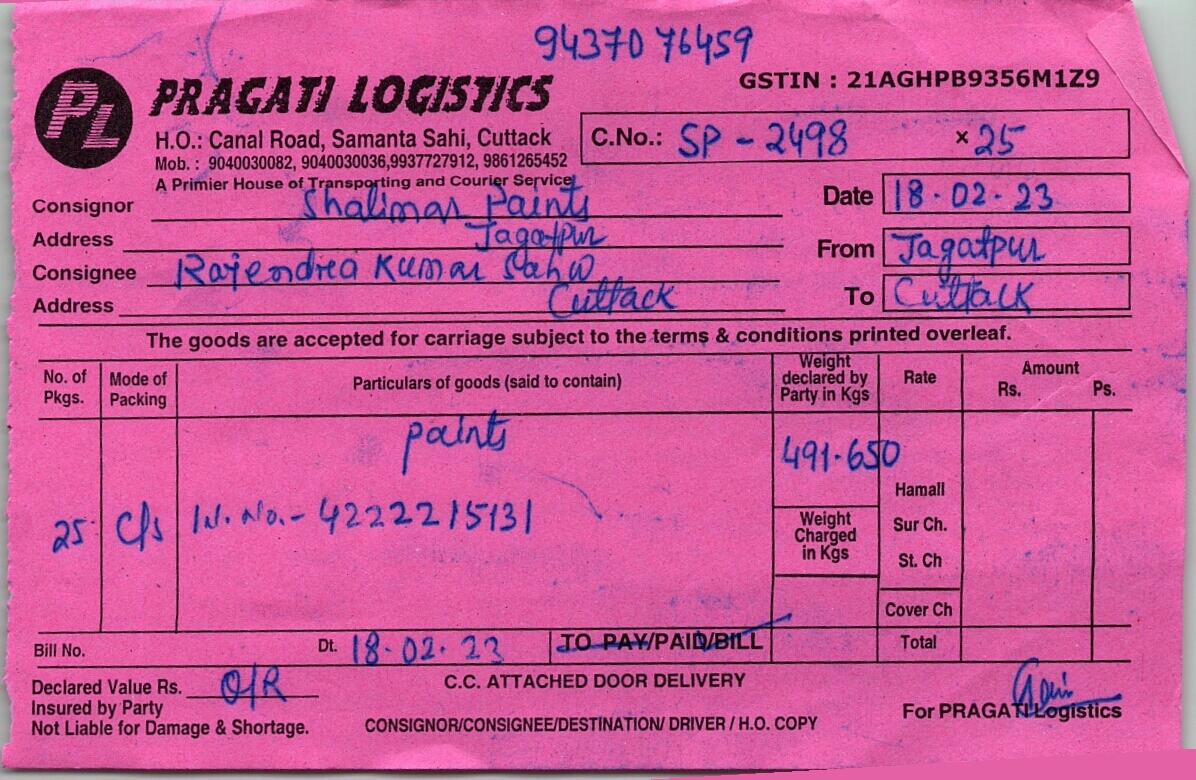 9437076459
PL
PRAGATI LOGISTICS
GSTIN : 21AGHPB9356M1Z9
H.O.: Canal Road, Samanta Sahi, Cuttack
Mob. : 9040030082, 9040030036,9937727912, 9861265452
A Primier House of Transporting and Courier Service
C.No.: SP - 2498 × 25
Consignor Shalimar Paints
Date 18-02-23
Address Jagatpur
From Jagatpur
Consignee Rajendra Kumar Sahu
Address Cuttack
To Cuttack
The goods are accepted for carriage subject to the terms & conditions printed overleaf.
No. of Pkgs.
Mode of Packing
Particulars of goods (said to contain)
Weight declared by Party in Kgs
Rate
Amount
Rs. Ps.
paints
491.650
25 C/s In. No. - 4222215131
Hamali
Weight Charged in Kgs
Sur Ch.
St. Ch
Cover Ch
Bill No. Dt. 18-02-23 TO PAY/PAID/BILL
Total
Declared Value Rs. O/R
C.C. ATTACHED DOOR DELIVERY
Insured by Party
Not Liable for Damage & Shortage.
CONSIGNOR/CONSIGNEE/DESTINATION/ DRIVER / H.O. COPY
For PRAGATI Logistics